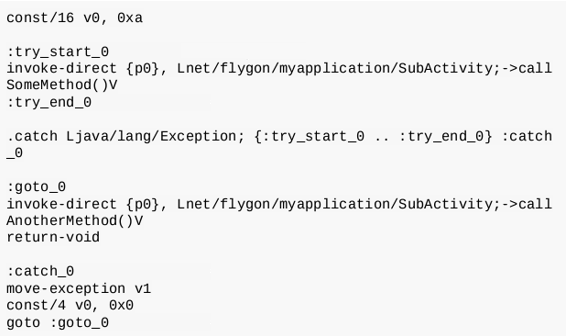 const/16 v0, 0xa
:try_start_0
invoke-direct {p0}, Lnet/flygon/myapplication/SubActivity;->call
SomeMethod()V
:try_end_0
.catch Ljava/lang/Exception; {:try_start_0 .. :try_end_0} :catch
_0
:goto_0
invoke-direct {p0}, Lnet/flygon/myapplication/SubActivity;->call
AnotherMethod()V
return-void
:catch_0
move-exception v1
const/4 v0, 0x0
goto :goto_0